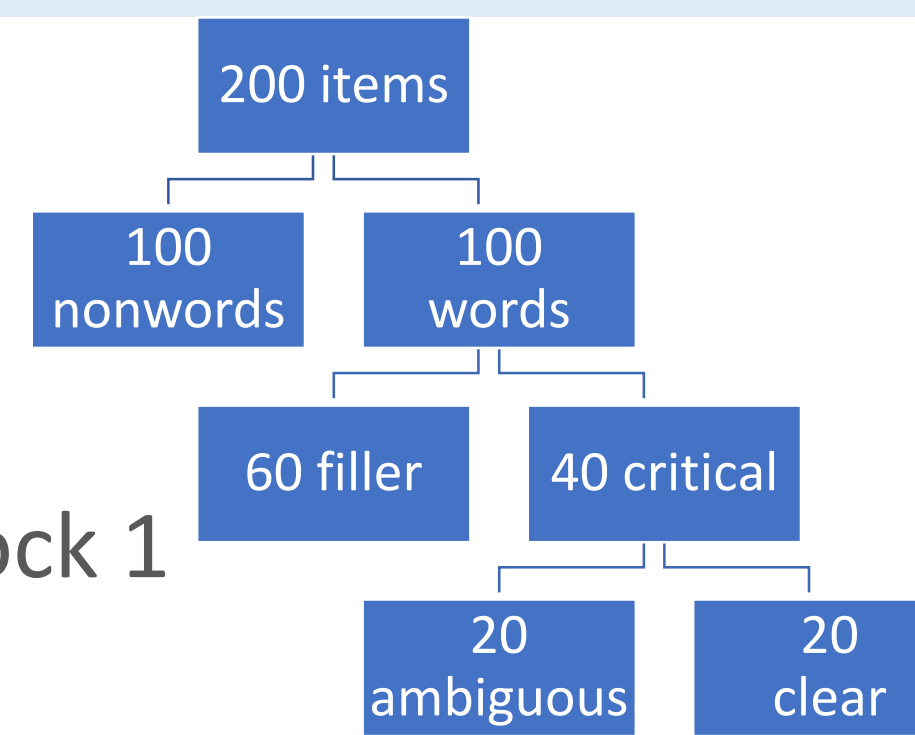 200 items
100
nonwords
100
words
60 filler
40 critical
ock 1
20
ambiguous
20
clear